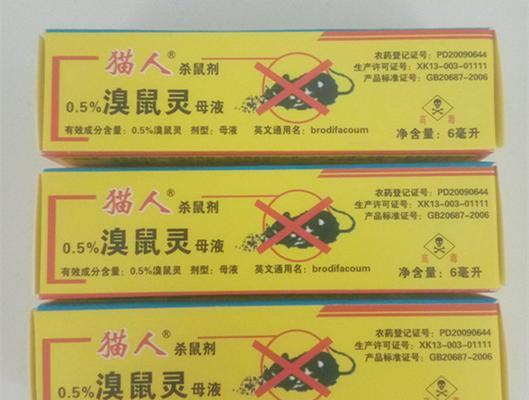 猫人® 杀鼠剂
农药登记证号：PD20090644
生产许可证号：XK13-003-01111
产品标准证号：GB20687-2006
0.5%溴鼠灵母液
高毒
有效成分含量：0.5%溴鼠灵 剂型：母液 英文通用名：brodifacoum
净含量：6毫升
猫人® 杀鼠剂
农药登记证号：PD20090644
生产许可证号：XK13-003-01111
产品标准证号：GB20687-2006
0.5%溴鼠灵母液
高毒
有效成分含量：0.5%溴鼠灵 剂型：母液 英文通用名：brodifacoum
净含量：6毫升
猫人® 杀鼠剂
农药登记证号：PD20090644
生产许可证号：XK13-003-01111
产品标准证号：GB20687-2006
0.5%溴鼠灵母液